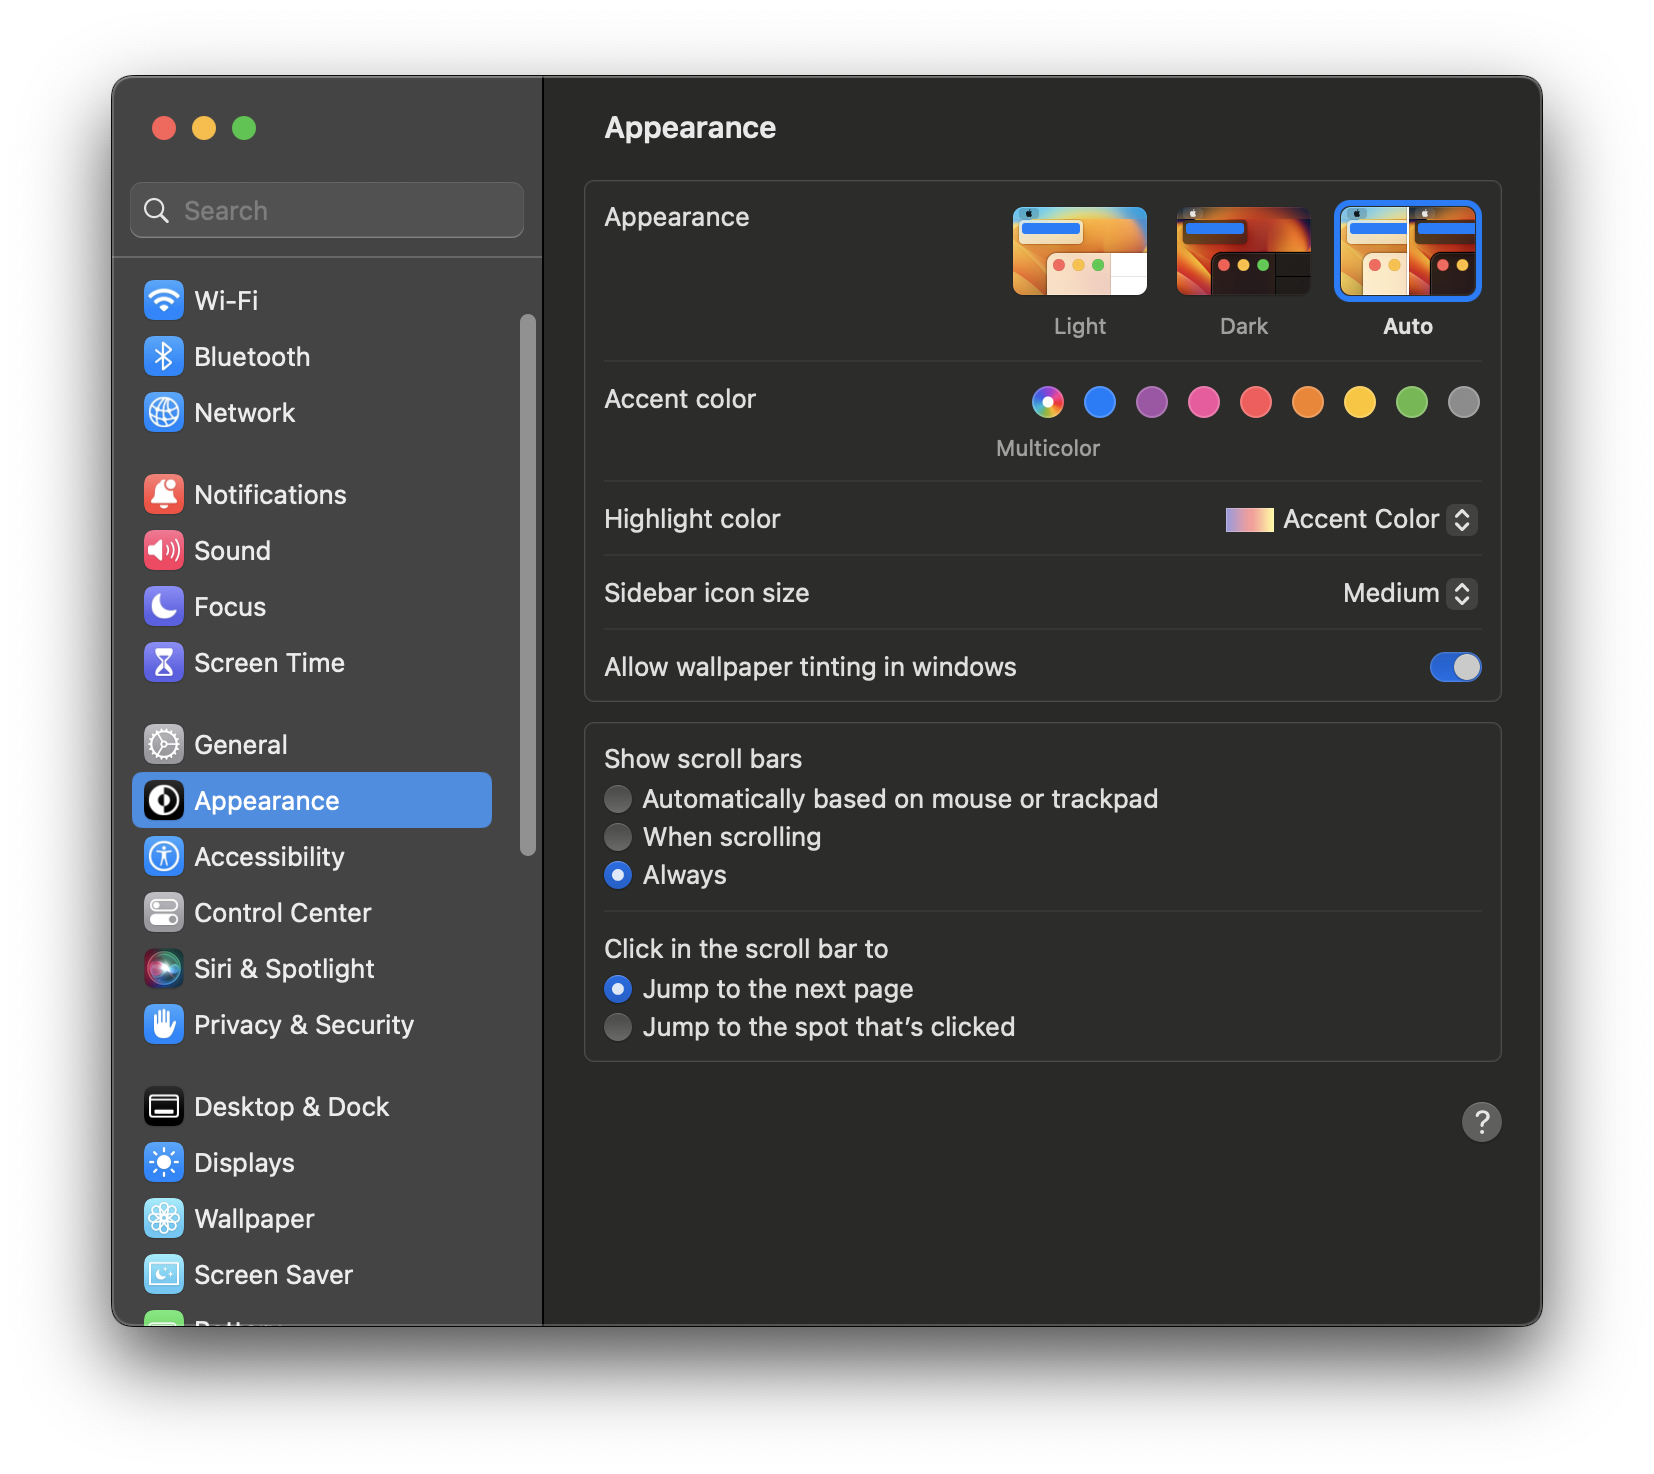 Search
Wi-Fi
Bluetooth
Network
Notifications
Sound
Focus
Screen Time
General
Appearance
Accessibility
Control Center
Siri & Spotlight
Privacy & Security
Desktop & Dock
Displays
Wallpaper
Screen Saver
Battery
Appearance
Appearance
Light
Dark
Auto
Accent color
Multicolor
Highlight color
Accent Color
Sidebar icon size
Medium
Allow wallpaper tinting in windows
Show scroll bars
Automatically based on mouse or trackpad
When scrolling
Always
Click in the scroll bar to
Jump to the next page
Jump to the spot that’s clicked
?